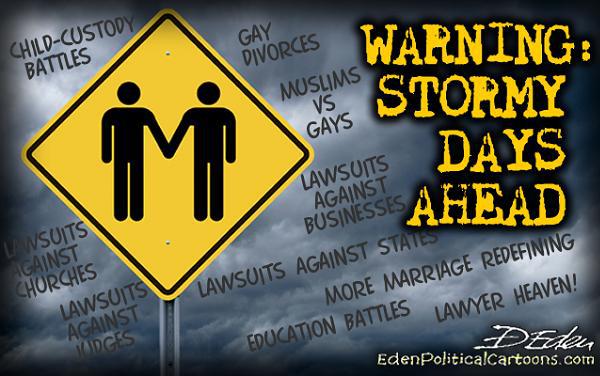 CHILD-CUSTODY
BATTLES
GAY
DIVORCES
MUSLIMS
VS
GAYS
WARNING:
STORMY
DAYS
AHEAD
LAWSUITS
AGAINST
BUSINESSES
LAWSUITS
AGAINST
CHURCHES
LAWSUITS AGAINST STATES
MORE MARRIAGE REDEFINING
LAWSUITS
AGAINST
JUDGES
EDUCATION BATTLES
LAWYER HEAVEN!
D Eden
EdenPoliticalCartoons.com